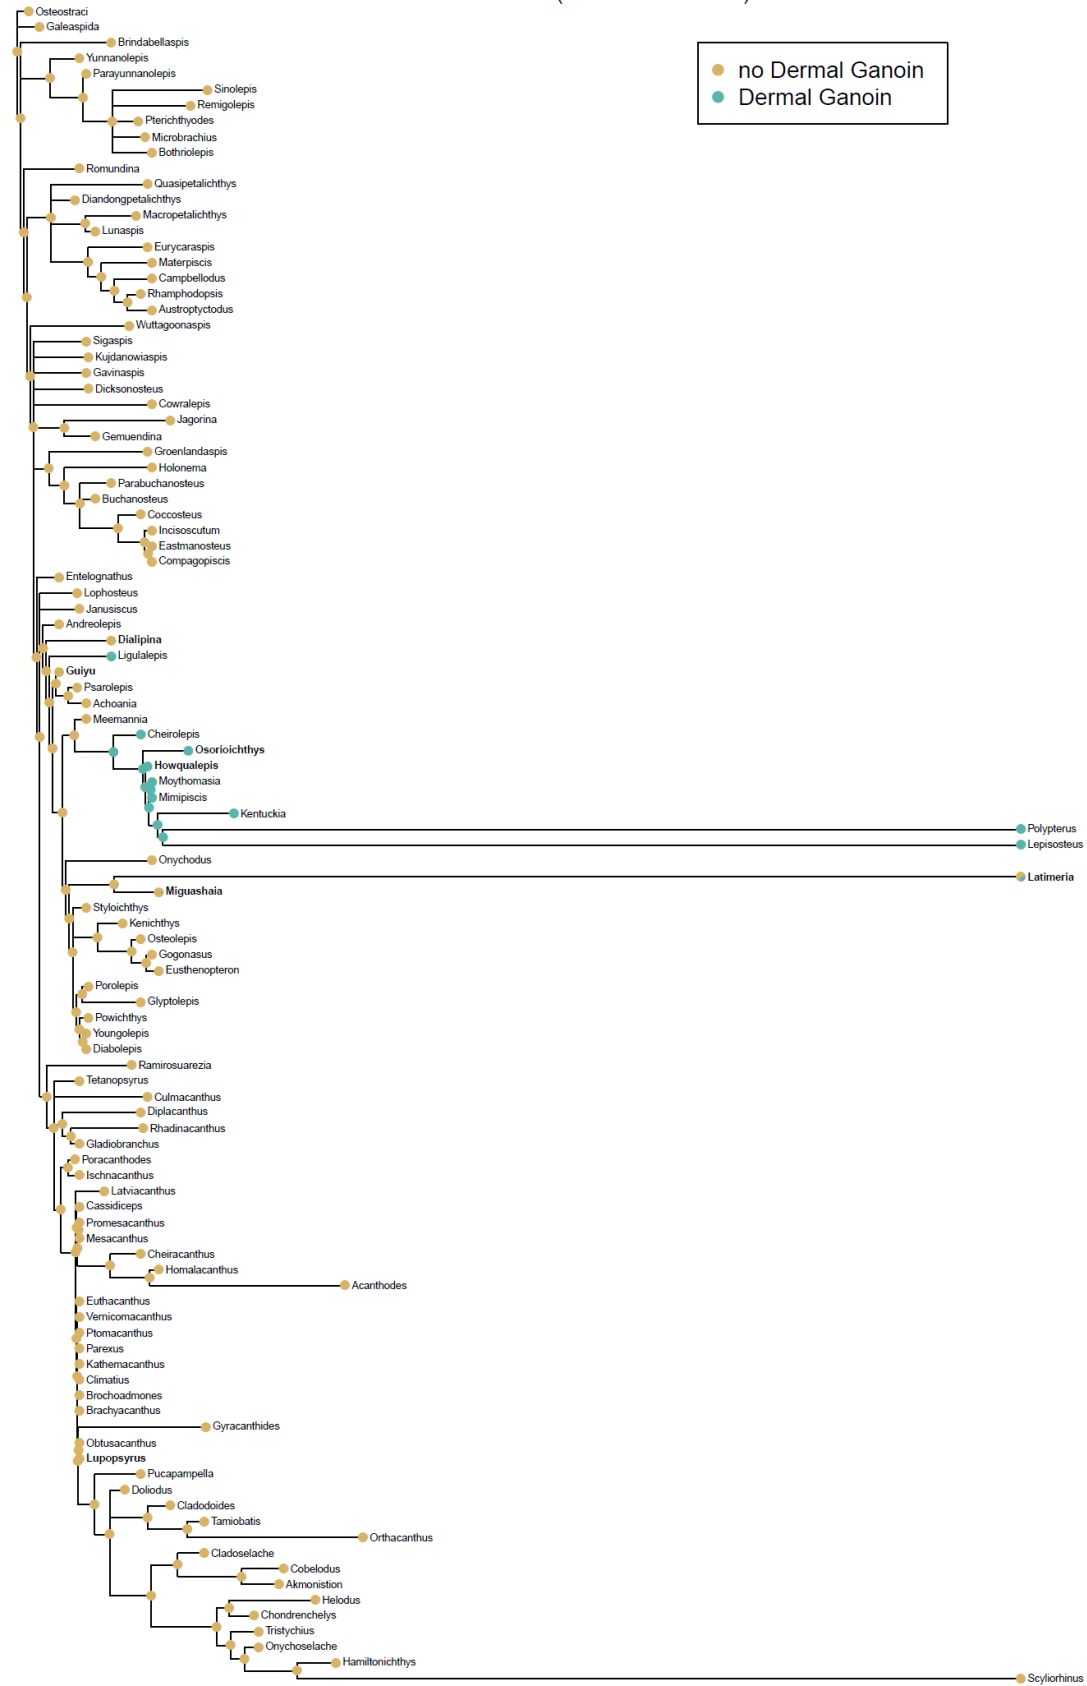 Osteostraci
Galeaspida
Brindabellaspis
no Dermal Ganoin
Dermal Ganoin
Yunnanolepis
Parayunnanolepis
Sinolepis
Remigolepis
Pterichthyodes
Microbrachius
Bothriolepis
Romundina
Quasipetalichthys
Diandongpetalichthys
Macropetalichthys
Lunaspis
Eurycaraspis
Materpiscis
Campbellodus
Rhamphodopsis
Austroptyctodus
Wuttagoonaspis
Sigaspis
Kujdanowiaspis
Gavinaspis
Dicksonosteus
Cowralepis
Jagorina
Gemuendina
Groenlandaspis
Holonema
Parabuchanosteus
Buchanosteus
Coccosteus
Incisoscutum
Eastmanosteus
Compagopiscis
Entelognathus
Lophosteus
Janusiscus
Andreolepis
Dialipina
Ligulalepis
Guiyu
Psarolepis
Achoania
Meemannia
Cheirolepis
Osorioichthys
Howqualepis
Moythomasia
Mimipiscis
Kentuckia
Polypterus
Lepisosteus
Onychodus
Latimeria
Miguashaia
Styloichthys
Kenichthys
Osteolepis
Gogonasus
Eusthenopteron
Porolepis
Glyptolepis
Powichthys
Youngolepis
Diabolepis
Ramirosuarezia
Tetanopsyrus
Culmacanthus
Diplacanthus
Rhadinacanthus
Gladiobranchus
Poracanthodes
Ischnacanthus
Latviacanthus
Cassidiceps
Promesacanthus
Mesacanthus
Cheiracanthus
Homalacanthus
Acanthodes
Euthacanthus
Vernicomacanthus
Ptomacanthus
Parexus
Kathemacanthus
Climatius
Brochoadmones
Brachyacanthus
Gyracanthides
Obtusacanthus
Lupopsyrus
Pucapampella
Doliodus
Cladodoides
Tamiobatis
Orthacanthus
Cladoselache
Cobelodus
Akmonistion
Helodus
Chondrenchelys
Tristychius
Onychoselache
Hamiltonichthys
Scyliorhinus